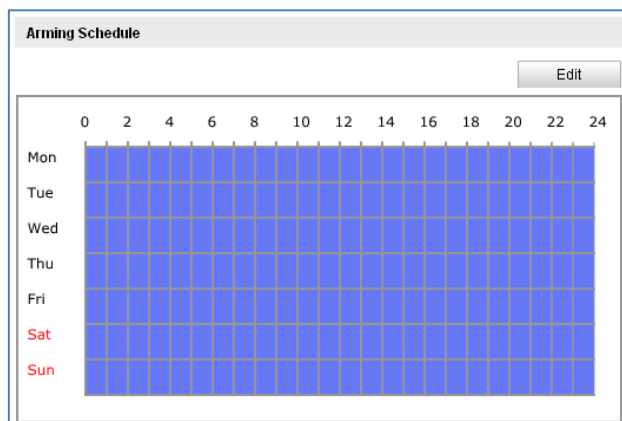 Arming Schedule
Edit
0 2 4 6 8 10 12 14 16 18 20 22 24
Mon
Tue
Wed
Thu
Fri
Sat
Sun